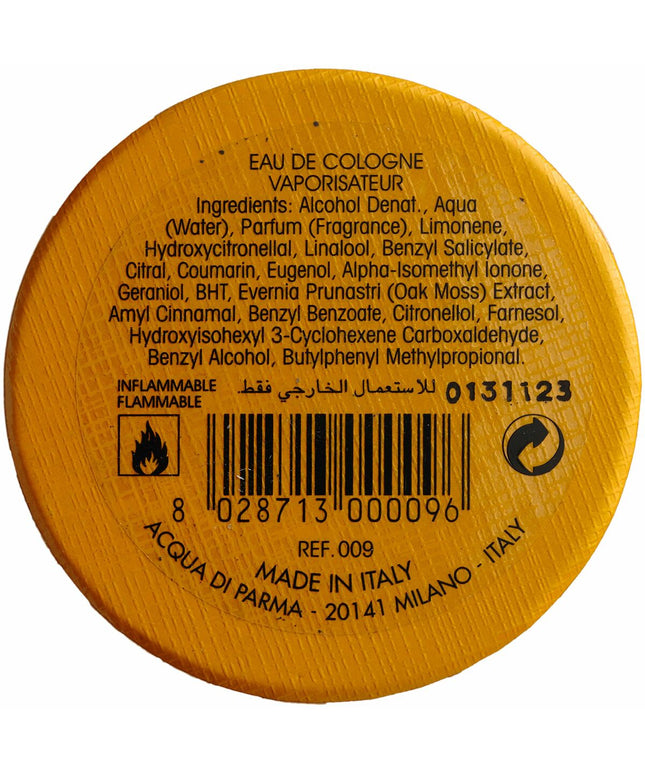 EAU DE COLOGNE
VAPORISATEUR
Ingredients: Alcohol Denat., Aqua
(Water), Parfum (Fragrance), Limonene,
Hydroxycitronellal, Linalool, Benzyl Salicylate,
Citral, Coumarin, Eugenol, Alpha-Isomethyl Ionone,
Geraniol, BHT, Evernia Prunastri (Oak Moss) Extract,
Amyl Cinnamal, Benzyl Benzoate, Citronellol, Farnesol,
Hydroxyisohexyl 3-Cyclohexene Carboxaldehyde,
Benzyl Alcohol, Butylphenyl Methylpropional.
INFLAMMABLE
FLAMMABLE
للاستعمال الخارجي فقط.
0131123
8 028713 000096
REF. 009
MADE IN ITALY
ACQUA DI PARMA - 20141 MILANO - ITALY